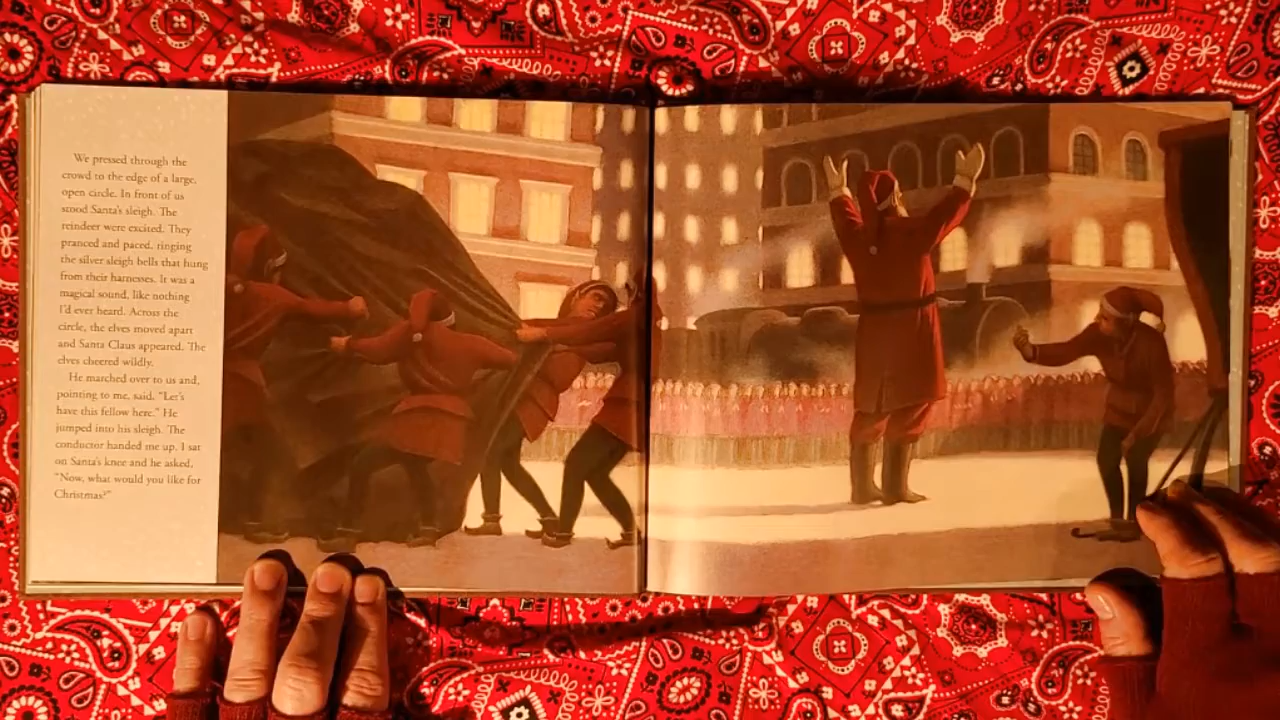 We pressed through the
crowd to the edge of a large,
open circle. In front of us
stood Santa's sleigh. The
reindeer were excited. They
pranced and paced, ringing
the silver sleigh bells that hung
from their harnesses. It was a
magical sound, like nothing
I'd ever heard. Across the
circle, the elves moved apart
and Santa Claus appeared. The
elves cheered wildly.
He marched over to us and,
pointing to me, said, "Let's
have this fellow here." He
jumped into his sleigh. The
conductor handed me up. I sat
on Santa's knee and he asked,
"Now, what would you like for
Christmas?"